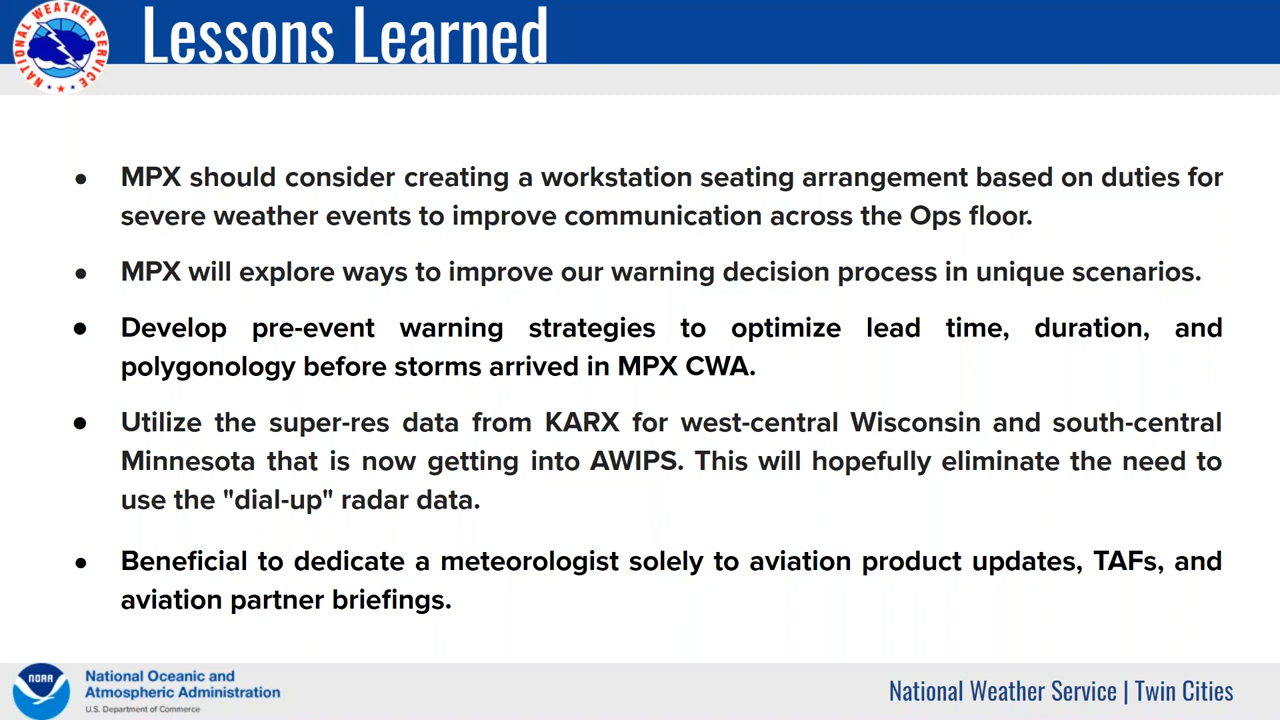 NATIONAL WEATHER SERVICE
Lessons Learned
● MPX should consider creating a workstation seating arrangement based on duties for
severe weather events to improve communication across the Ops floor.
● MPX will explore ways to improve our warning decision process in unique scenarios.
● Develop pre-event warning strategies to optimize lead time, duration, and
polygonology before storms arrived in MPX CWA.
● Utilize the super-res data from KARX for west-central Wisconsin and south-central
Minnesota that is now getting into AWIPS. This will hopefully eliminate the need to
use the "dial-up" radar data.
● Beneficial to dedicate a meteorologist solely to aviation product updates, TAFs, and
aviation partner briefings.
NOAA
National Oceanic and
Atmospheric Administration
U.S. Department of Commerce
National Weather Service | Twin Cities